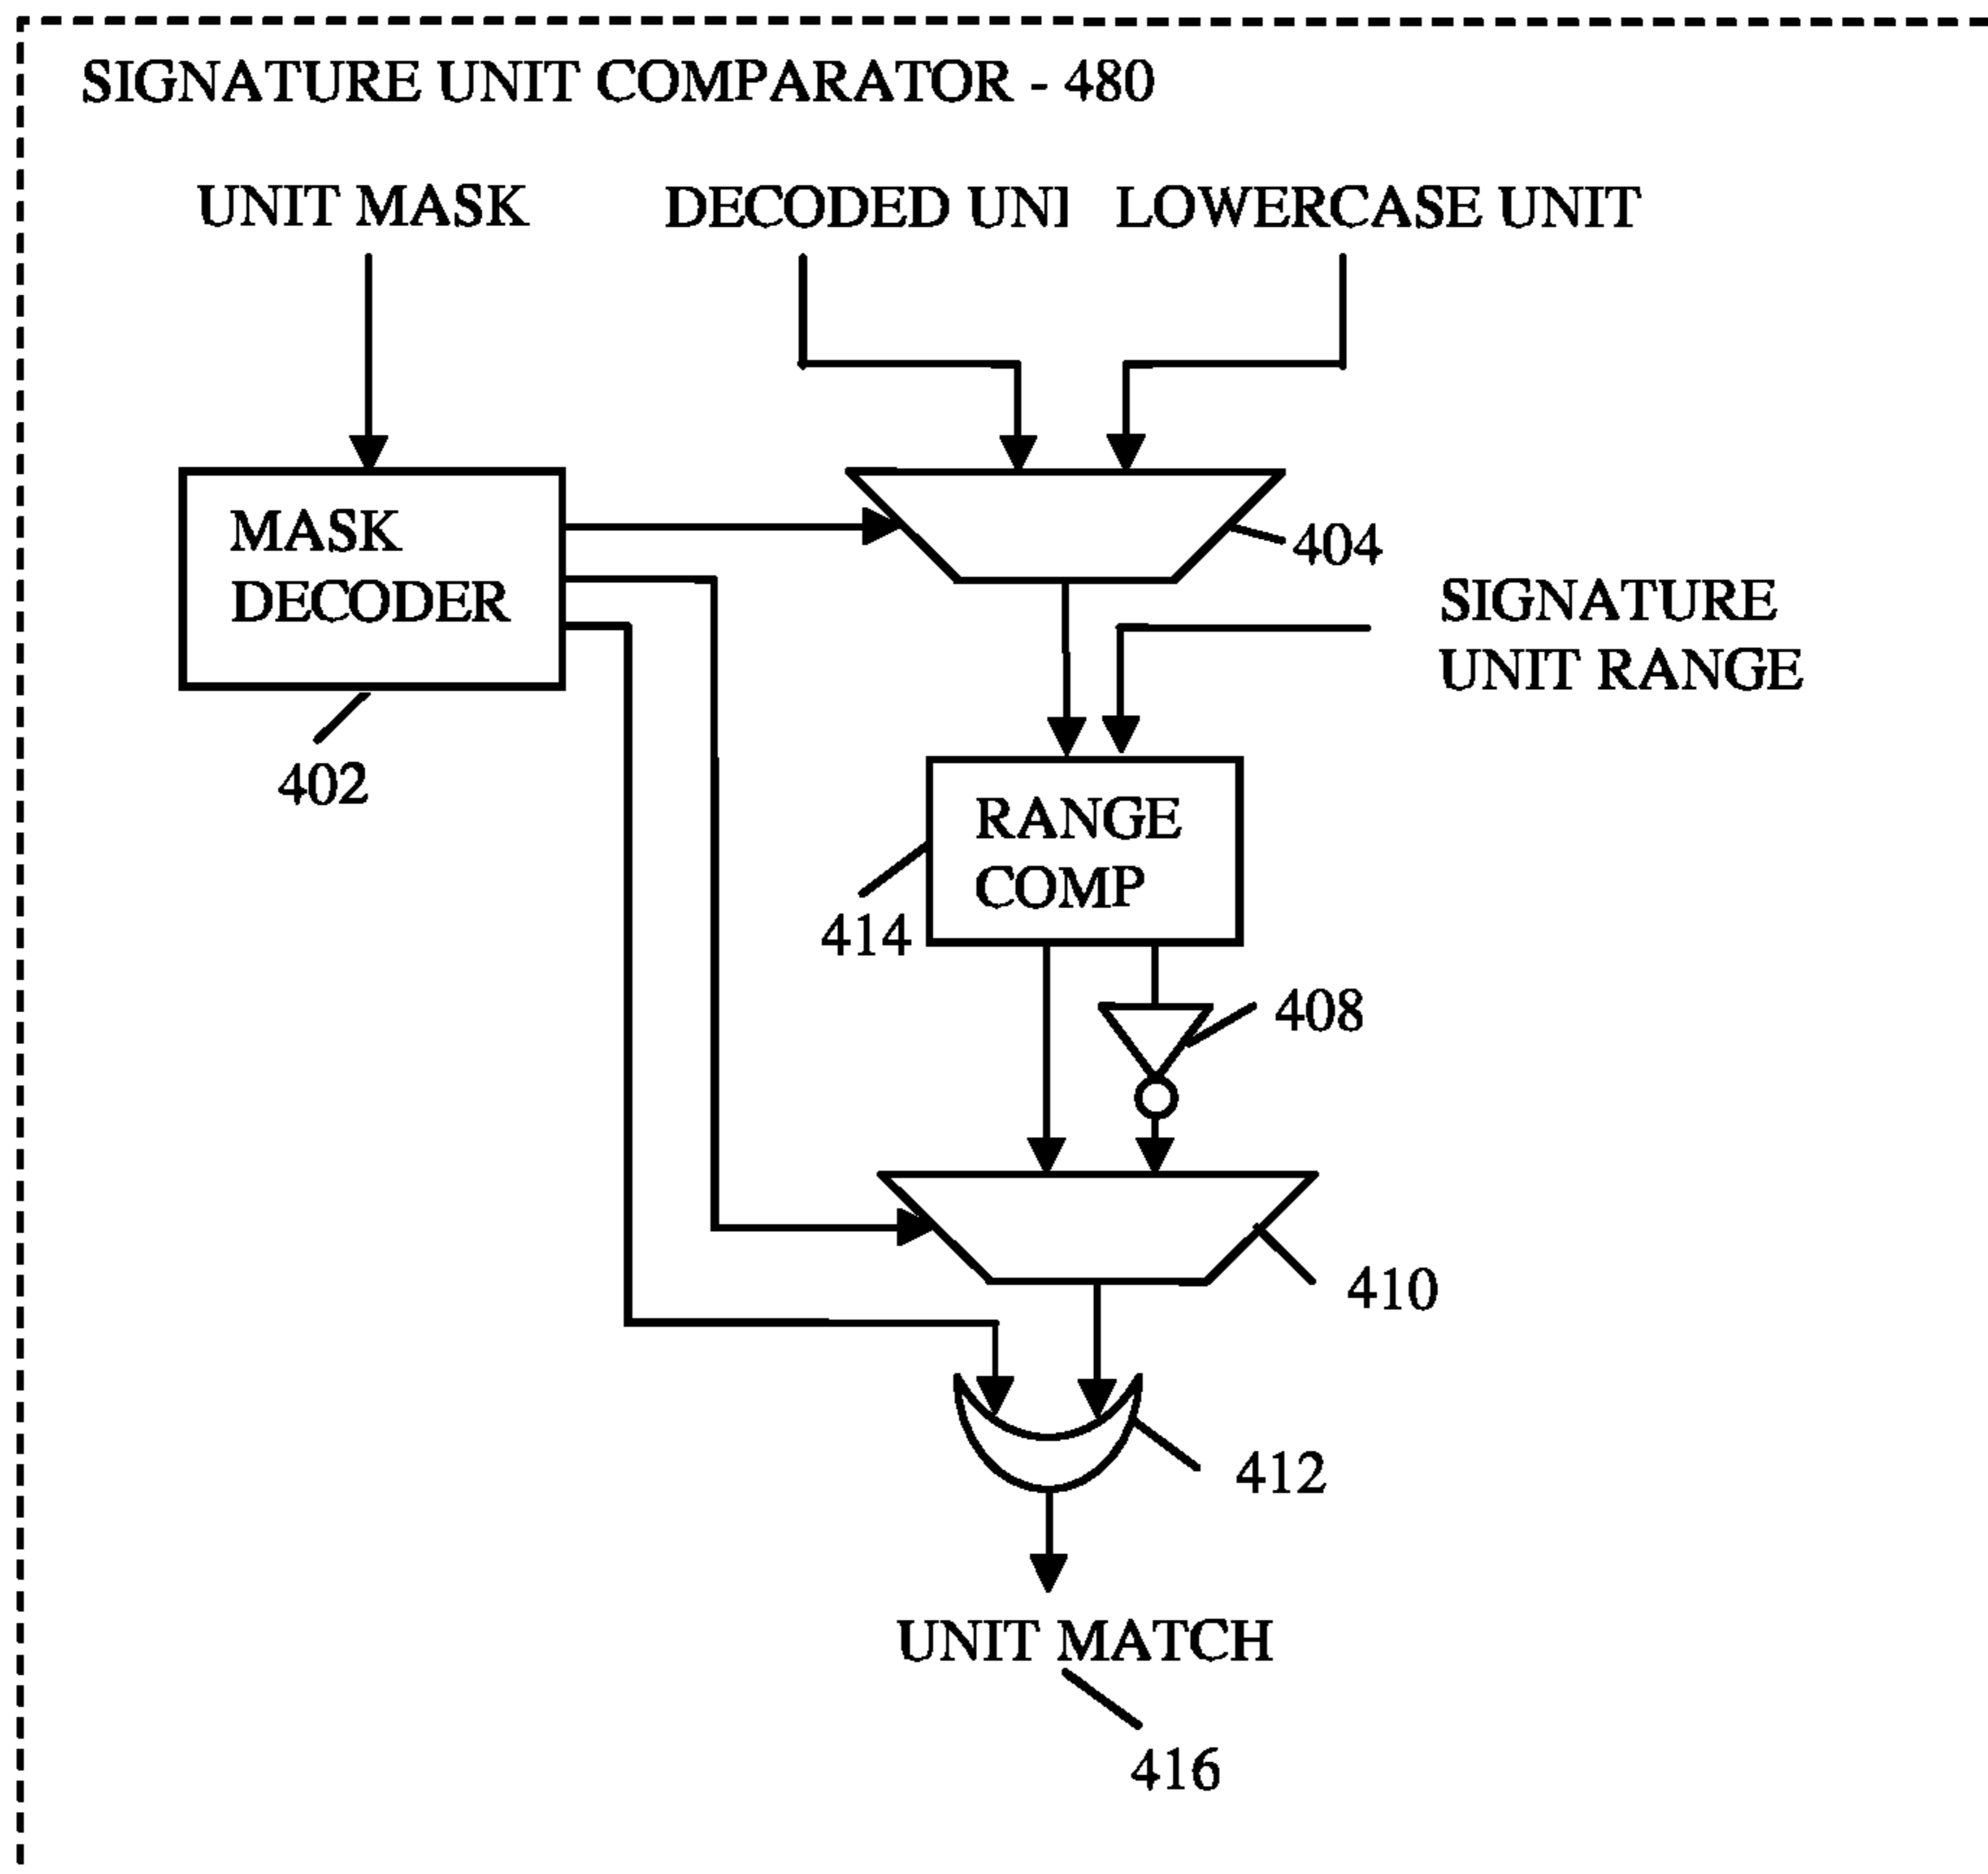 SIGNATURE UNIT COMPARATOR - 480
UNIT MASK
DECODED UNI
LOWERCASE UNIT
MASK
DECODER
404
SIGNATURE
UNIT RANGE
402
RANGE
COMP
414
408
410
412
UNIT MATCH
416